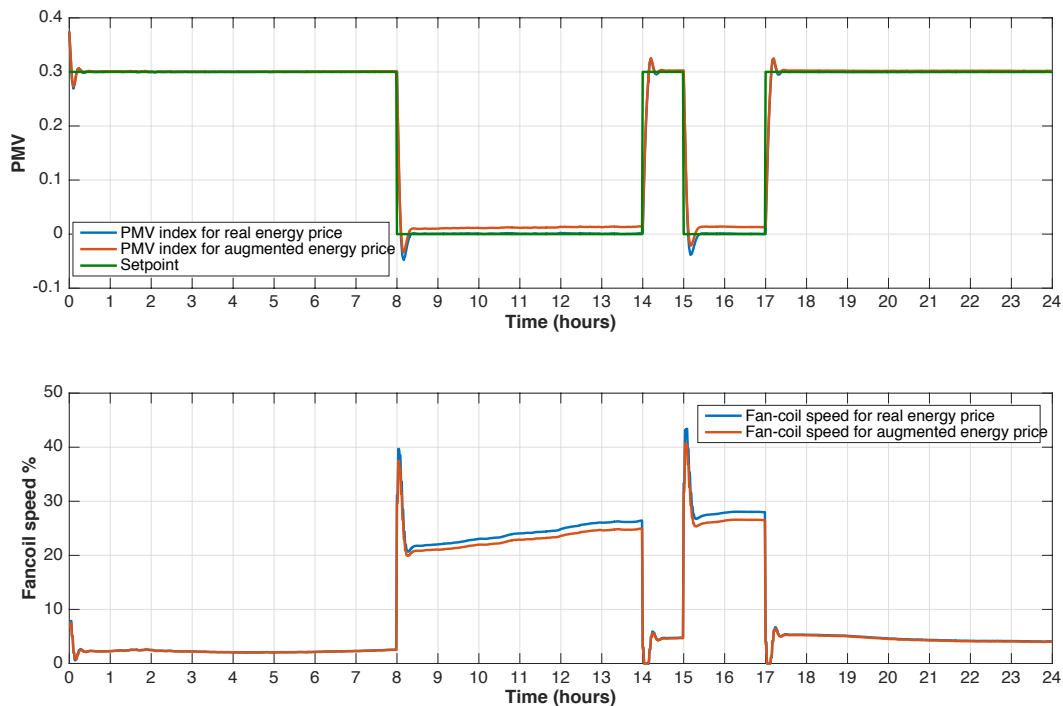 0.4
0.3
0.2
0.1
0
-0.1
PMV
PMV index for real energy price
PMV index for augmented energy price
Setpoint
0 1 2 3 4 5 6 7 8 9 10 11 12 13 14 15 16 17 18 19 20 21 22 23 24
Time (hours)
50
40
30
20
10
0
Fancoil speed %
Fan-coil speed for real energy price
Fan-coil speed for augmented energy price
0 1 2 3 4 5 6 7 8 9 10 11 12 13 14 15 16 17 18 19 20 21 22 23 24
Time (hours)